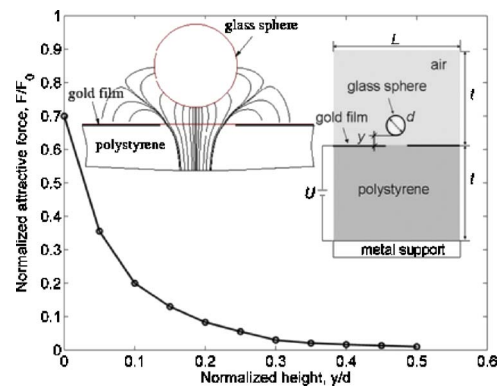 Normalized attractive force, F/F0
1
0.9
0.8
0.7
0.6
0.5
0.4
0.3
0.2
0.1
0
glass sphere
gold film
polystyrene
L
air
glass sphere
d
gold film
y
t
U
polystyrene
t
metal support
0
0.1
0.2
0.3
0.4
0.5
0.6
Normalized height, y/d